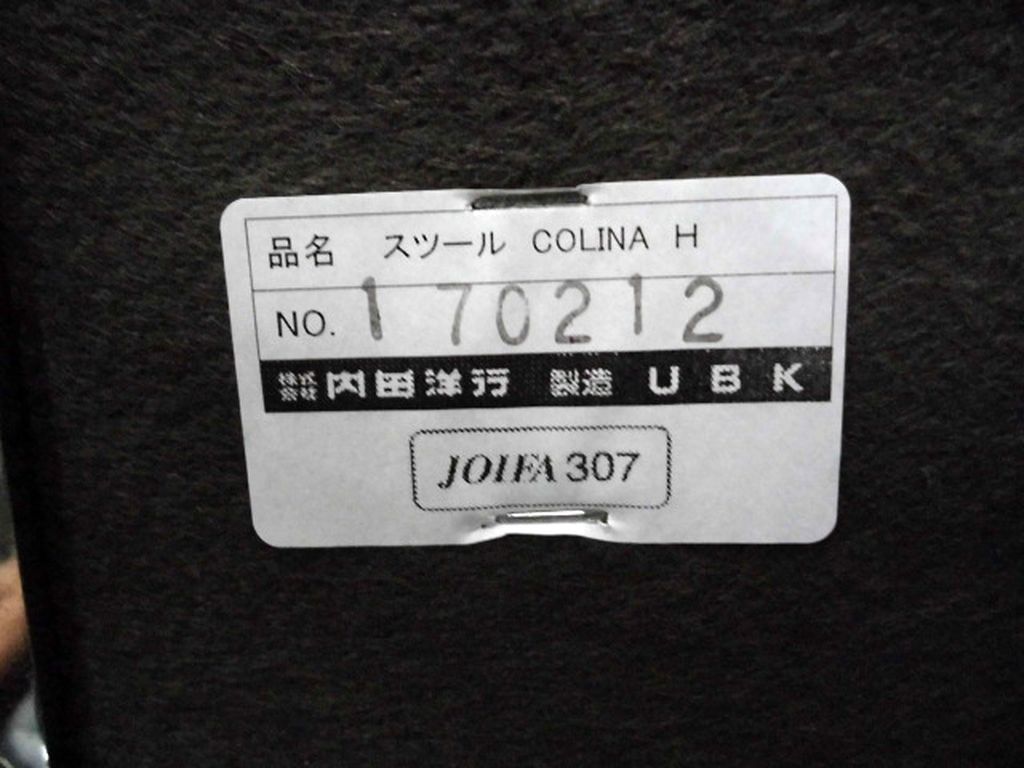 品名 スツール COLINA H
NO. 170212
株式会社 内田洋行 製造 UBK
JOIFA 307